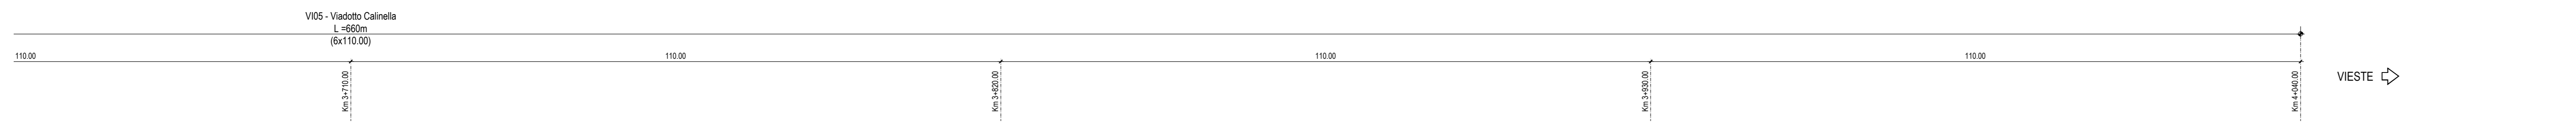 VI05 - Viadotto Calinella
L =660m
(6x110.00)
110.00
110.00
110.00
110.00
Km 3+710.00
Km 3+820.00
Km 3+930.00
Km 4+040.00
VIESTE